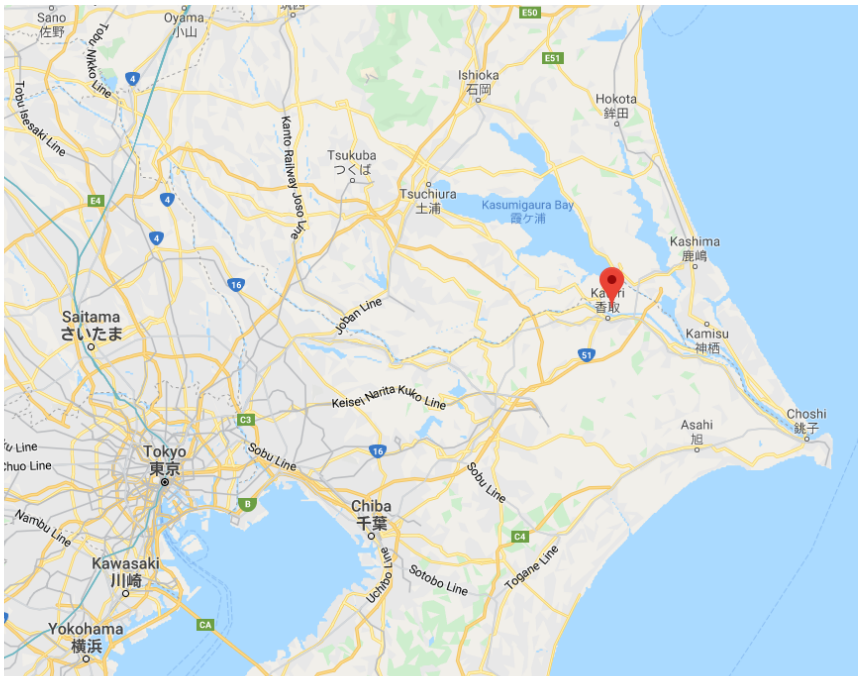 Sano
佐野
Oyama
小山
筑西
E50
E51
Tobu Nikko Line
4
Ishioka
石岡
Tobu Isesaki Line
Hokota
鉾田
Kanto Railway Joso Line
Tsukuba
つくば
Tsuchiura
土浦
E4
4
Kasumigaura Bay
霞ケ浦
4
Kashima
鹿嶋
16
Saitama
さいたま
Joban Line
香取
Kamisu
神栖
51
Keisei Narita Kuko Line
C3
Asahi
旭
Choshi
銚子
Line
Chuo Line
Tokyo
東京
Sobu Line
16
Sobu Line
B
Nambu Line
Chiba
千葉
C4
Kawasaki
川崎
Uchibo Line
Sotobo Line
Togane Line
CA
Yokohama
横浜